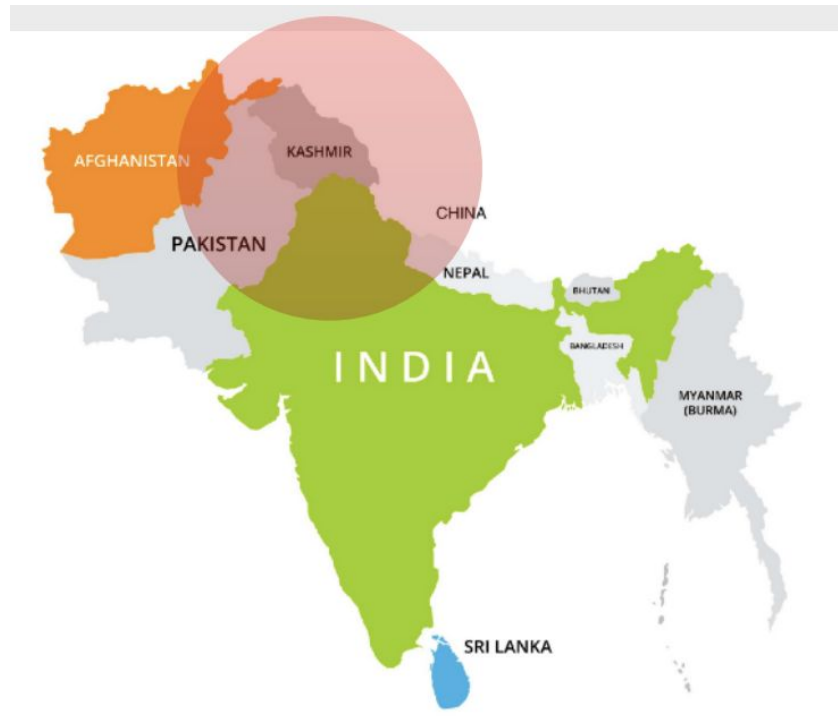 AFGHANISTAN
KASHMIR
CHINA
PAKISTAN
NEPAL
BHUTAN
BANGLADESH
INDIA
MYANMAR
(BURMA)
SRI LANKA